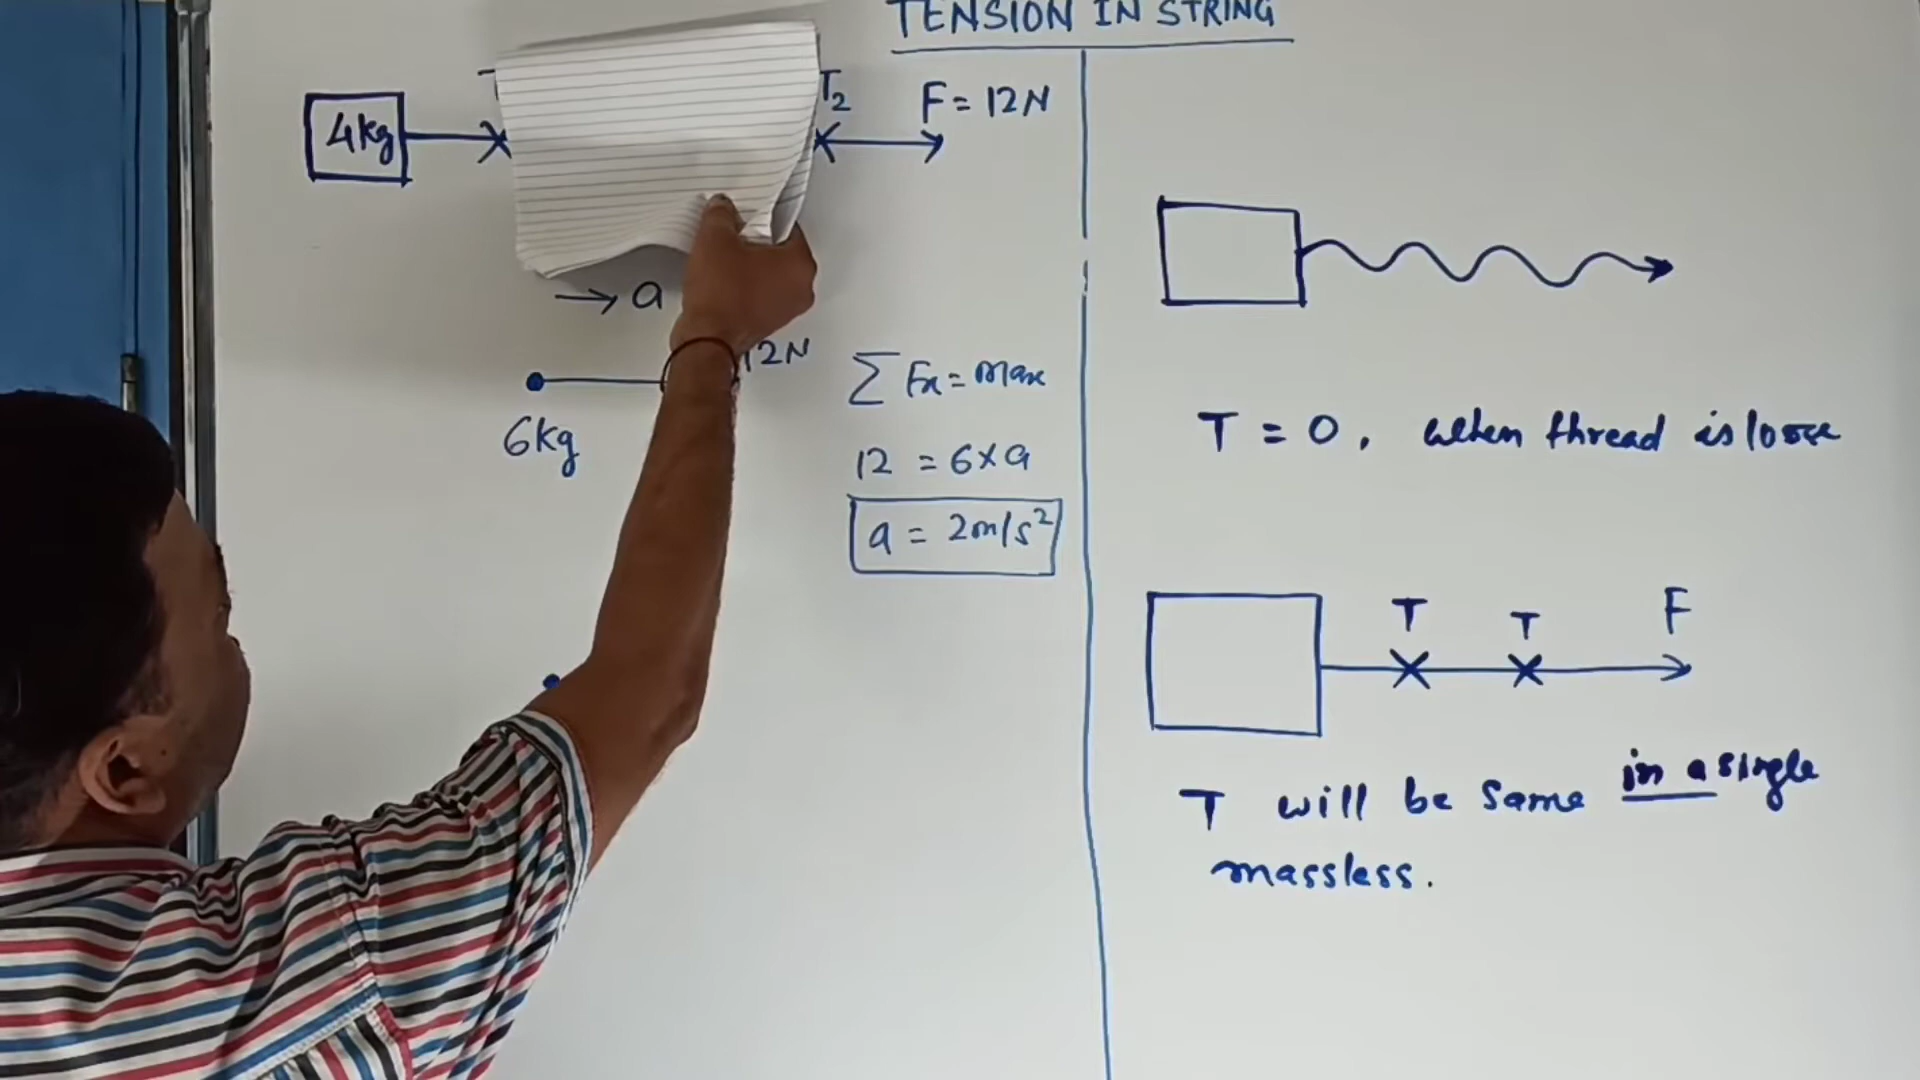 TENSION IN STRING
4kg
T2
F = 12N
→ a
12N
6kg
∑ Fx = max
12 = 6×a
a = 2m/s²
T = 0, when thread is loose
T
T
F
T will be same in a single
massless.